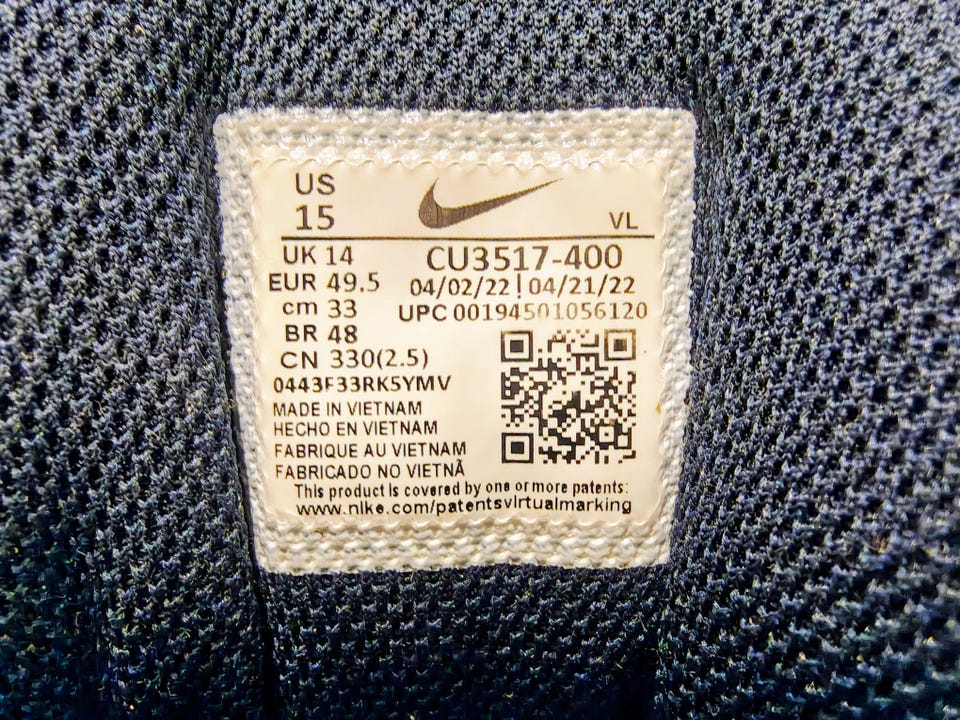 US
15
VL
UK 14
EUR 49.5
cm 33
BR 48
CN 330(2.5)
0443F33RK5YMV
CU3517-400
04/02/22 | 04/21/22
UPC 00194501056120
MADE IN VIETNAM
HECHO EN VIETNAM
FABRIQUE AU VIETNAM
FABRICADO NO VIETNÃ
This product is covered by one or more patents:
www.nike.com/patentsvirtualmarking